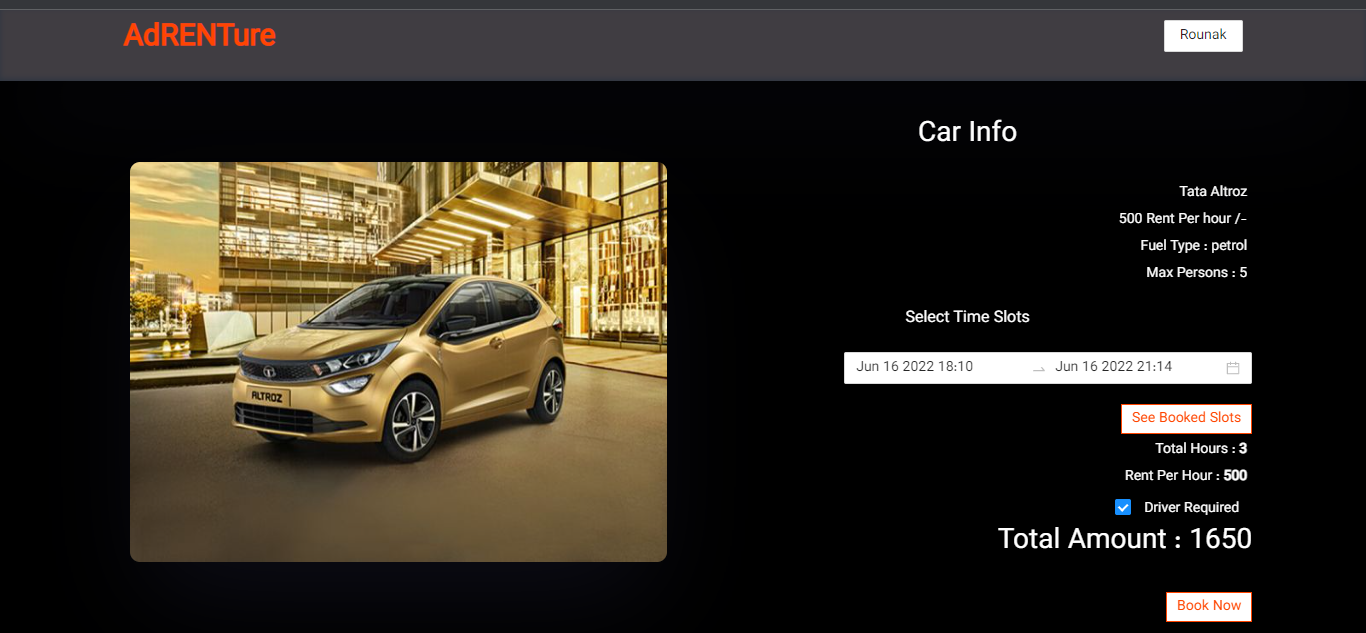 AdRENTure
Rounak
Car Info
Tata Altroz
500 Rent Per hour /-
Fuel Type : petrol
Max Persons : 5
Select Time Slots
Jun 16 2022 18:10 → Jun 16 2022 21:14
See Booked Slots
Total Hours : 3
Rent Per Hour : 500
Driver Required
Total Amount : 1650
Book Now
ALTROZ